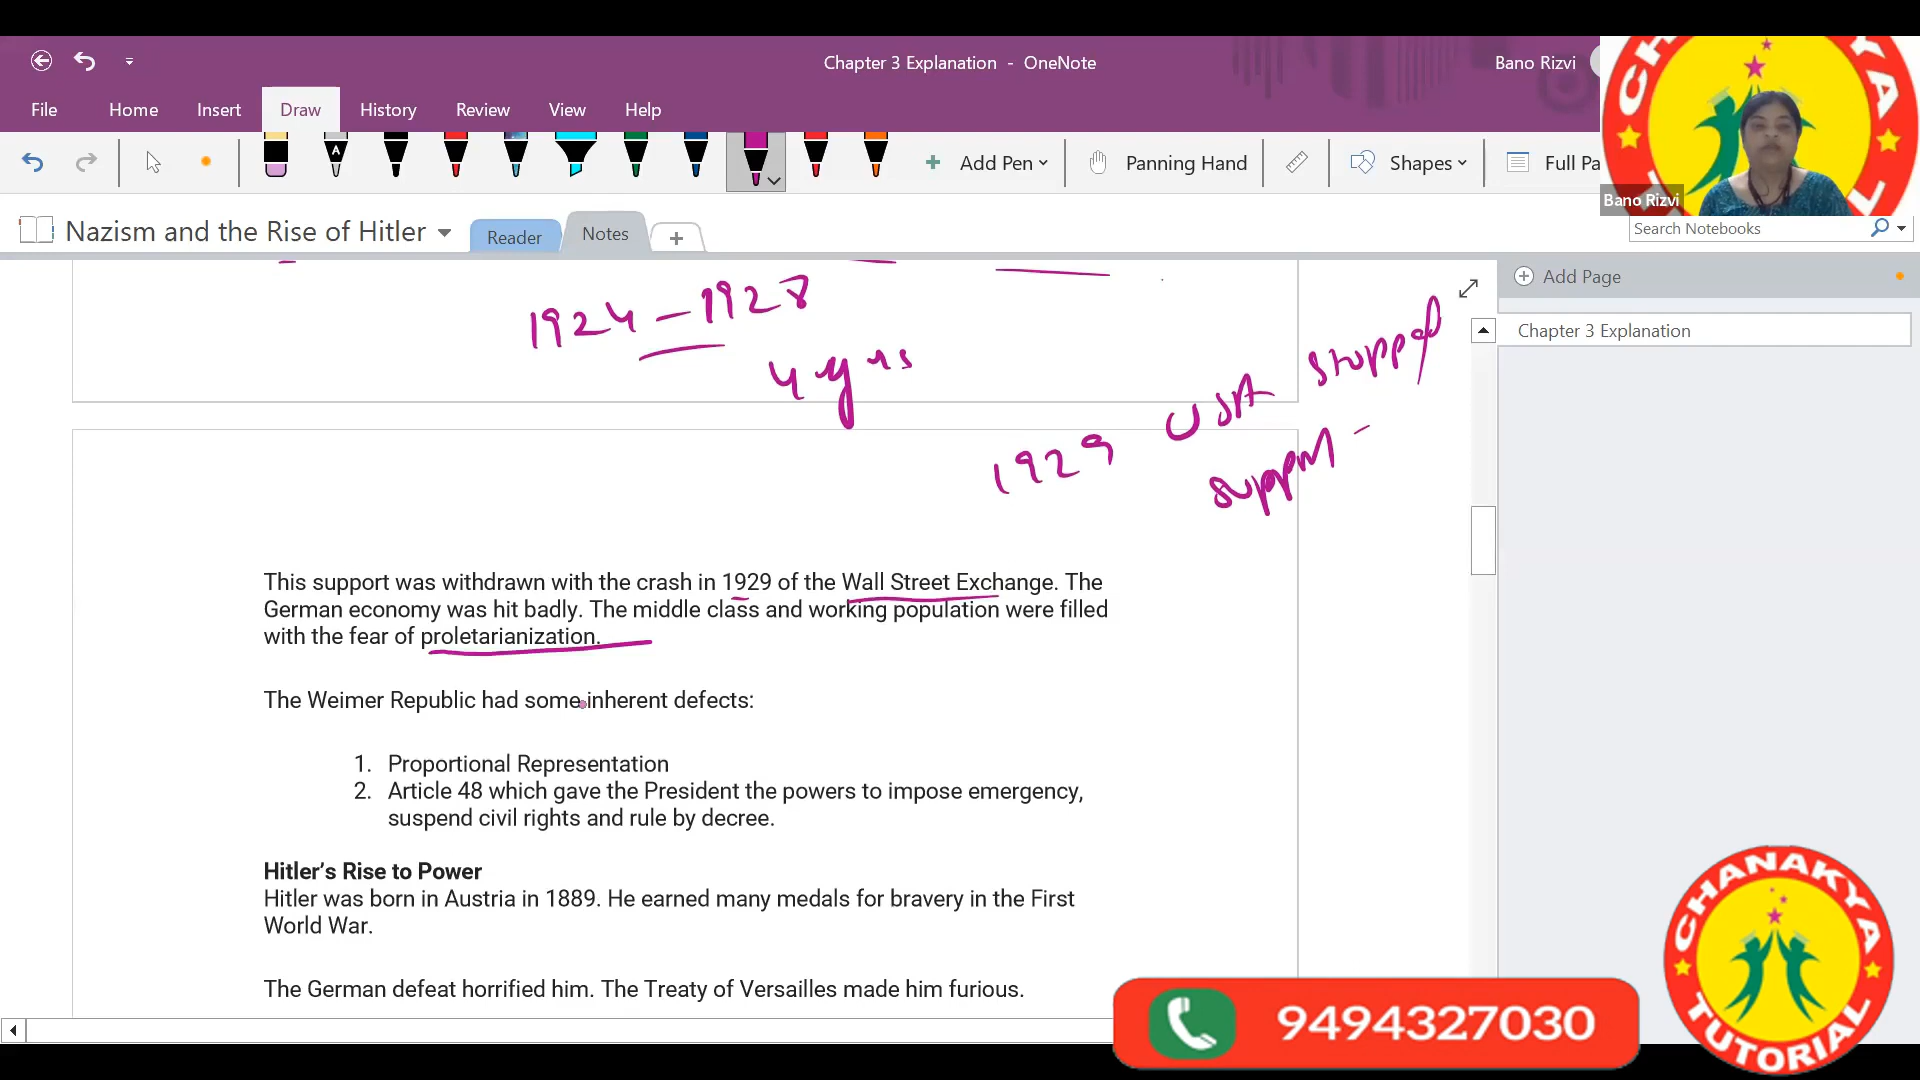 Chapter 3 Explanation - OneNote
Bano Rizvi
File Home Insert Draw History Review View Help
Add Pen
Panning Hand
Shapes
Full Pa
CHANAKYA TUTORIAL
Bano Rizvi
Nazism and the Rise of Hitler
Reader
Notes
Search Notebooks
Add Page
Chapter 3 Explanation
1924 - 1928
4 yrs
1929 USA stopped
support -
This support was withdrawn with the crash in 1929 of the Wall Street Exchange. The
German economy was hit badly. The middle class and working population were filled
with the fear of proletarianization.
The Weimer Republic had some inherent defects:
1. Proportional Representation
2. Article 48 which gave the President the powers to impose emergency,
suspend civil rights and rule by decree.
Hitler's Rise to Power
Hitler was born in Austria in 1889. He earned many medals for bravery in the First
World War.
The German defeat horrified him. The Treaty of Versailles made him furious.
9494327030
CHANAKYA
TUTORIAL